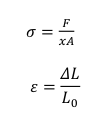 σ = F/xA
ε = ΔL/L₀